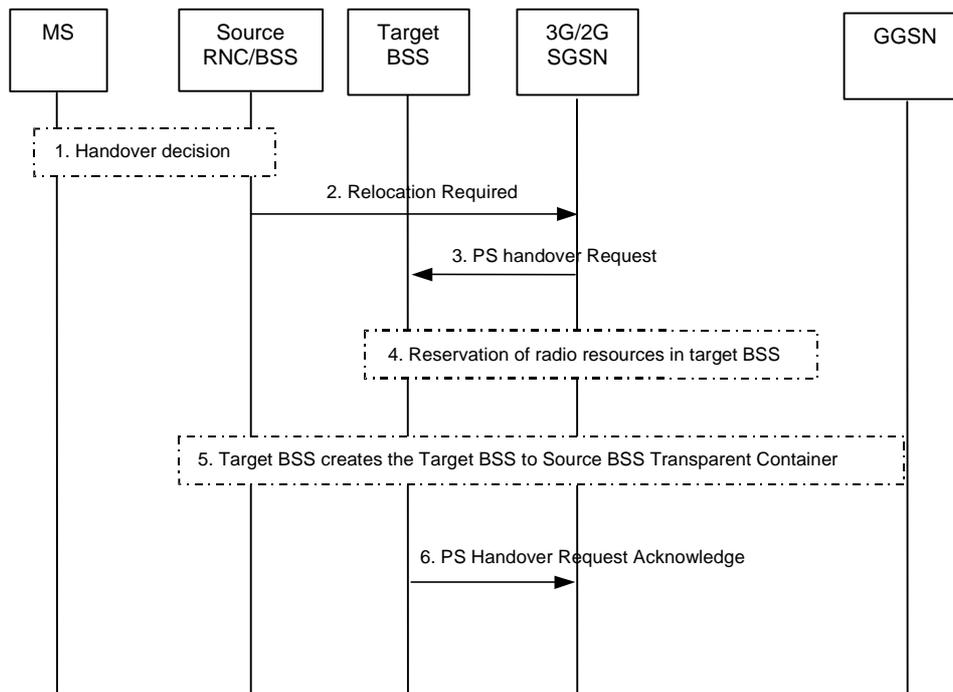 MS
Source
RNC/BSS
Target
BSS
3G/2G
SGSN
GGSN
1. Handover decision
2. Relocation Required
3. PS handover Request
4. Reservation of radio resources in target BSS
5. Target BSS creates the Target BSS to Source BSS Transparent Container
6. PS Handover Request Acknowledge